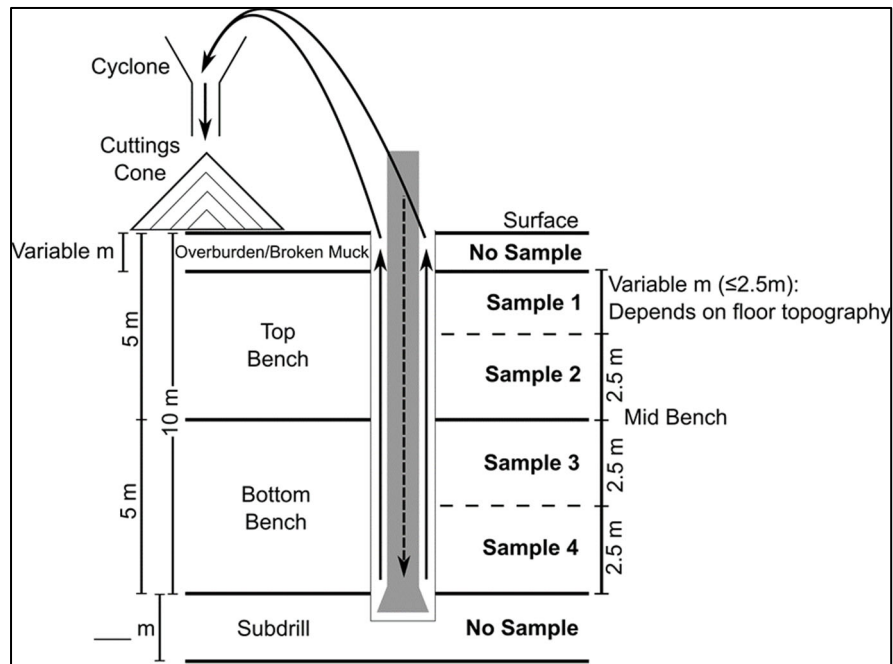 Cyclone
Cuttings
Cone
Surface
Variable m
Overburden/Broken Muck
No Sample
Variable m (≤2.5m):
Depends on floor topography
Sample 1
5 m
Top
Bench
Sample 2
2.5 m
10 m
Mid Bench
Sample 3
2.5 m
5 m
Bottom
Bench
Sample 4
2.5 m
___ m
Subdrill
No Sample